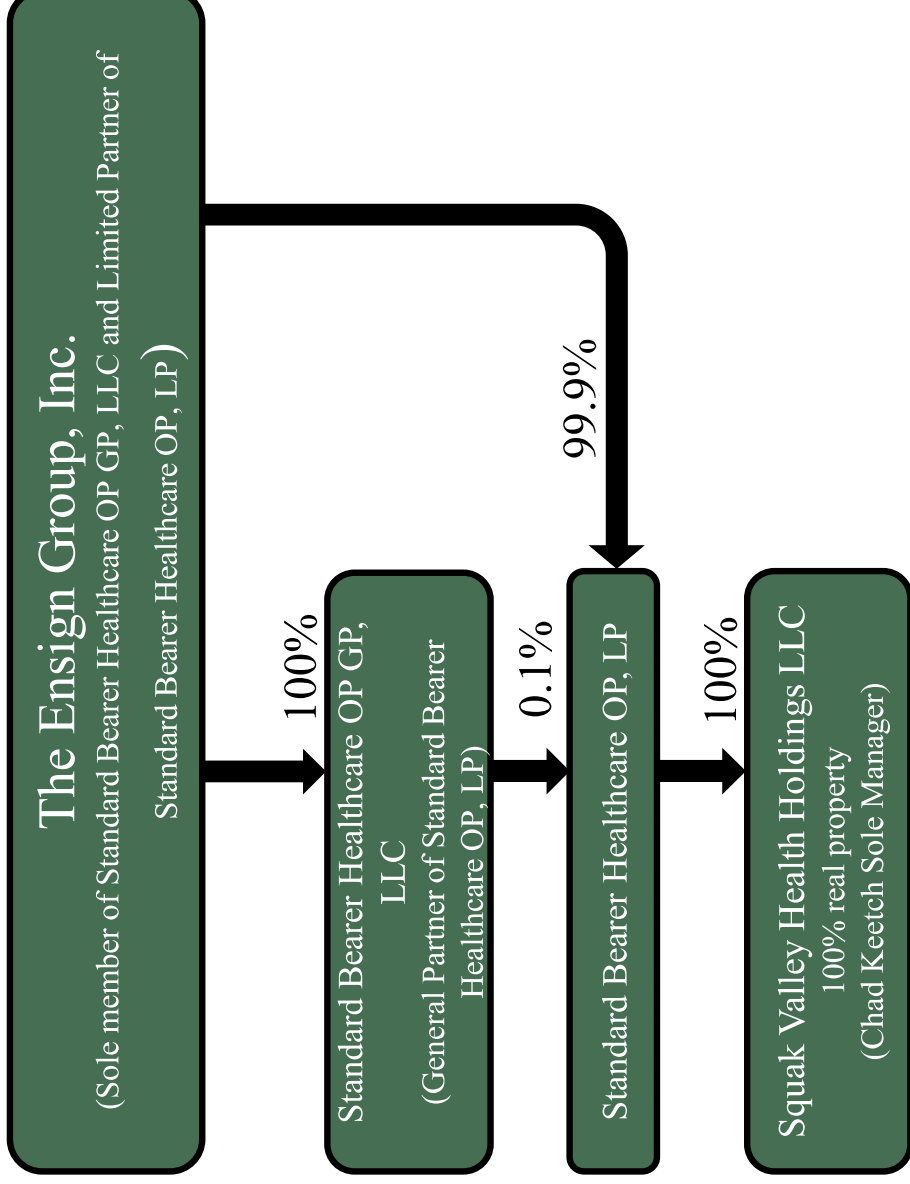 The Ensign Group, Inc.
(Sole member of Standard Bearer Healthcare OP GP, LLC and Limited Partner of
Standard Bearer Healthcare OP, LP)
100%
Standard Bearer Healthcare OP GP,
LLC
(General Partner of Standard Bearer
Healthcare OP, LP)
0.1%
99.9%
Standard Bearer Healthcare OP, LP
100%
Squak Valley Health Holdings LLC
100% real property
(Chad Keetch Sole Manager)